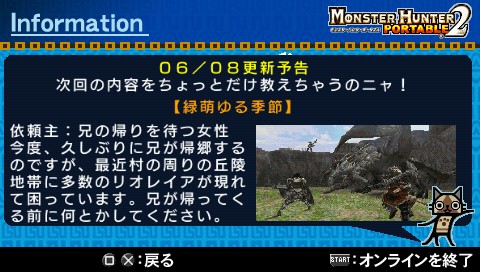 Information
MONSTER HUNTER
PORTABLE 2
06/08更新予告
次回の内容をちょっとだけ教えちゃうのニャ！
【緑萌ゆる季節】
依頼主：兄の帰りを待つ女性
今度、久しぶりに兄が帰郷する
のですが、最近村の周りの丘陵
地帯に多数のリオレイアが現れ
て困っています。兄が帰ってく
る前に何とかしてください。
□×:戻る
START:オンラインを終了